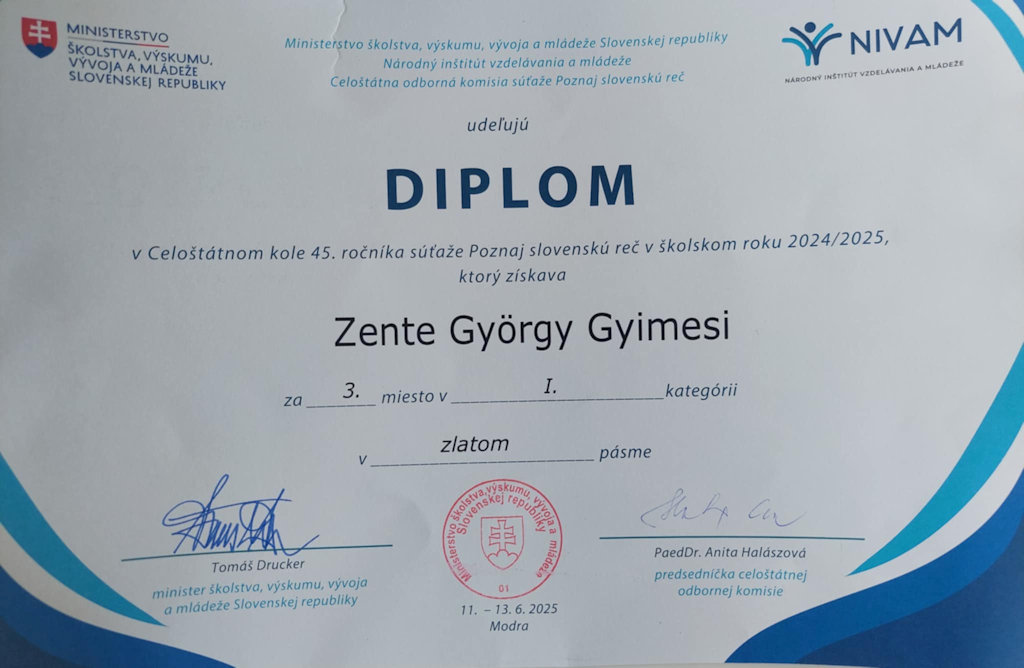 MINISTERSTVO
ŠKOLSTVA, VÝSKUMU,
VÝVOJA A MLÁDEŽE
SLOVENSKEJ REPUBLIKY
Ministerstvo školstva, výskumu, vývoja a mládeže Slovenskej republiky
Národný inštitút vzdelávania a mládeže
Celoštátna odborná komisia súťaže Poznaj slovenskú reč
NIVAM
NÁRODNÝ INŠTITÚT VZDELÁVANIA A MLÁDEŽE
udeľujú
DIPLOM
v Celoštátnom kole 45. ročníka súťaže Poznaj slovenskú reč v školskom roku 2024/2025,
ktorý získava
Zente György Gyimesi
za 3. miesto v I. kategórii
v zlatom pásme
Ministerstvo školstva, výskumu, vývoja a mládeže
Slovenskej republiky
01
Tomáš Drucker
minister školstva, výskumu, vývoja
a mládeže Slovenskej republiky
11. – 13. 6. 2025
Modra
PaedDr. Anita Halászová
predsedníčka celoštátnej
odbornej komisie